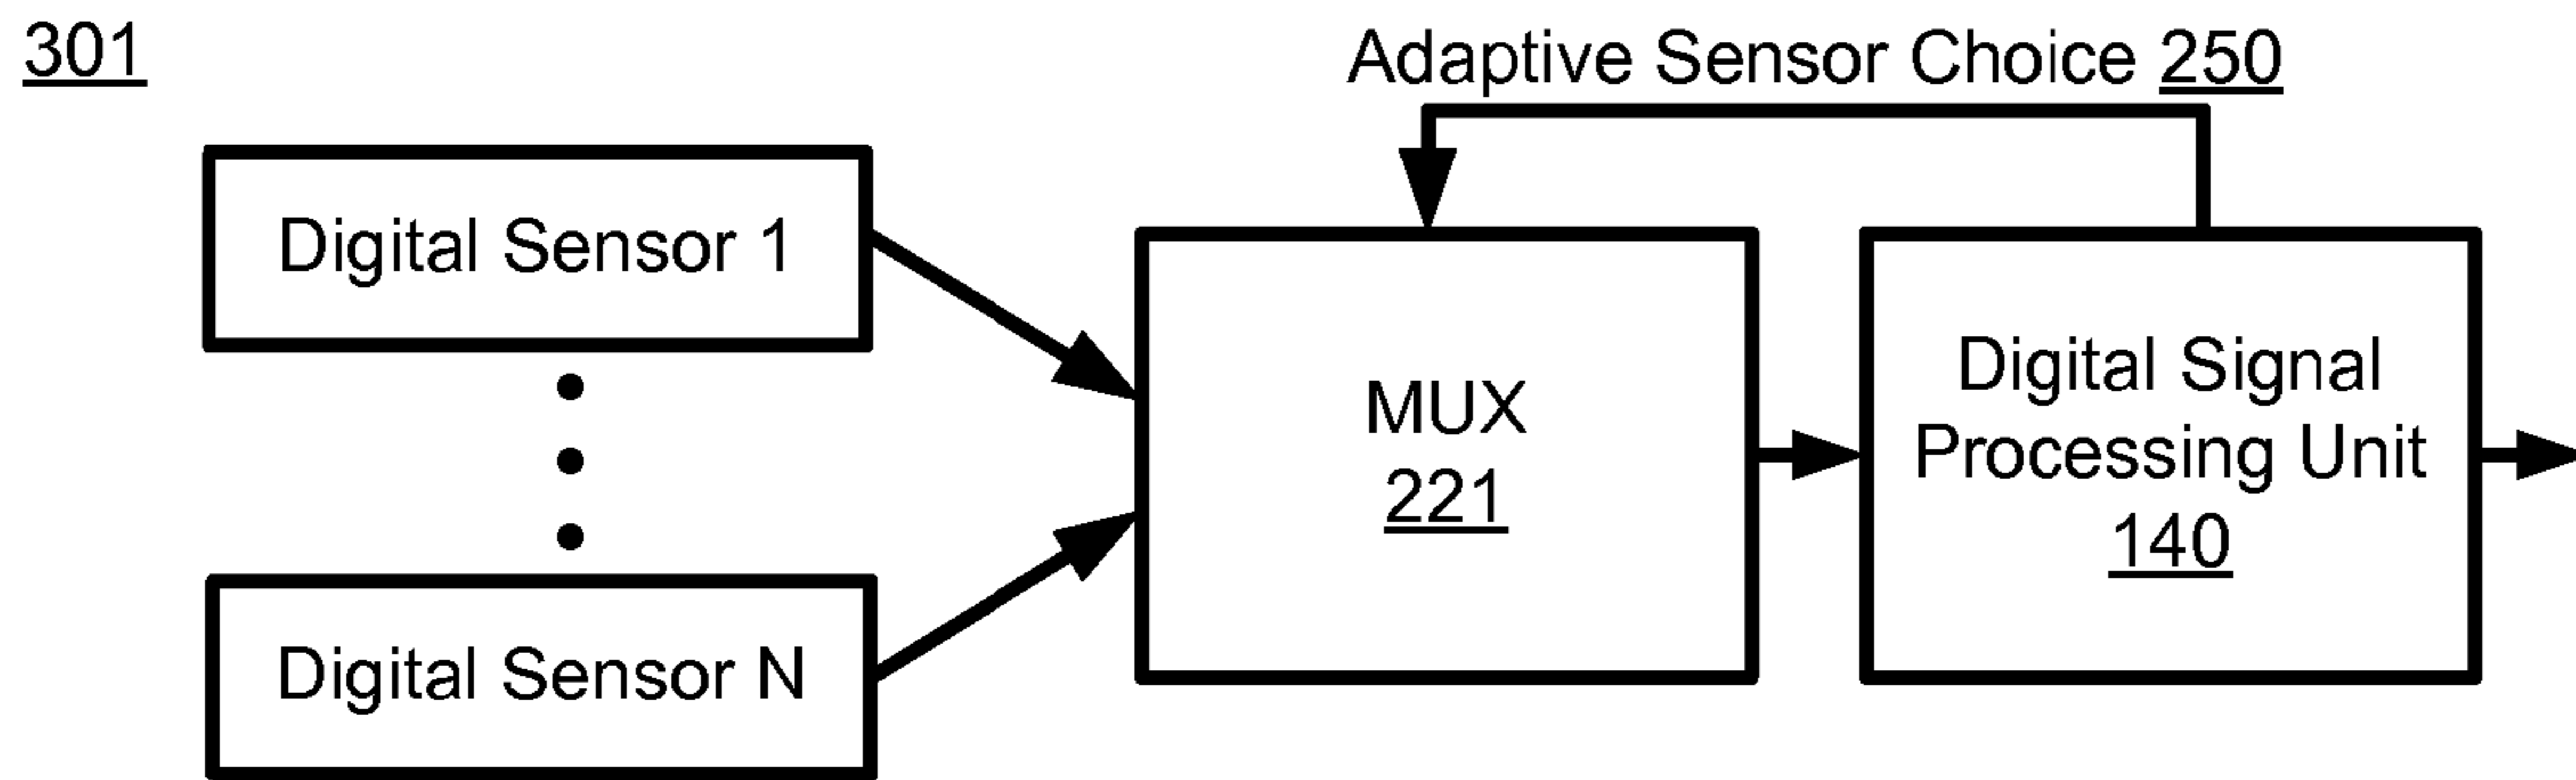 301
Adaptive Sensor Choice 250
Digital Sensor 1
MUX
221
Digital Signal
Processing Unit
140
Digital Sensor N